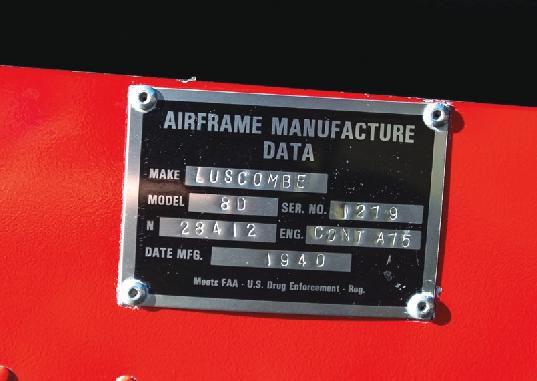 AIRFRAME MANUFACTURE
DATA
MAKE LUSCOMBE
MODEL 8D SER. NO. 1279
N 28412 ENG. CONT A75
DATE MFG. 1940
Meets FAA - U.S. Drug Enforcement - Reg.